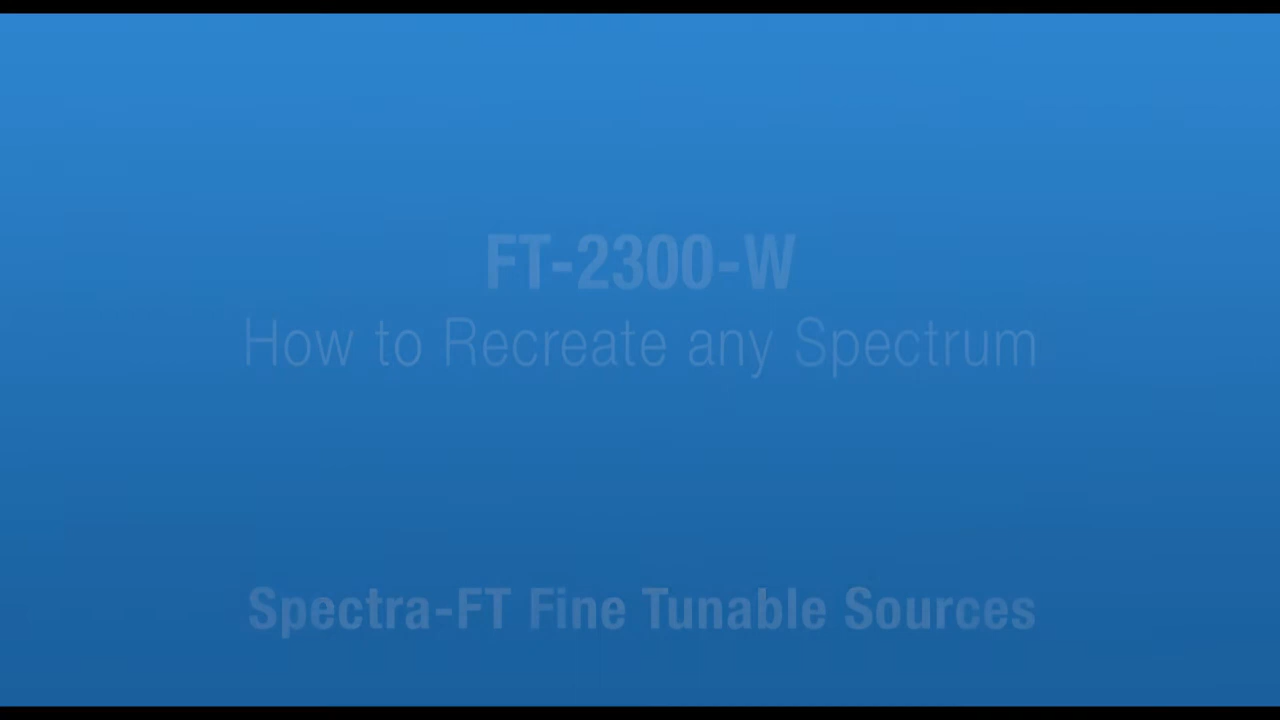 FT-2300-W
How to Recreate any Spectrum
Spectra-FT Fine Tunable Sources